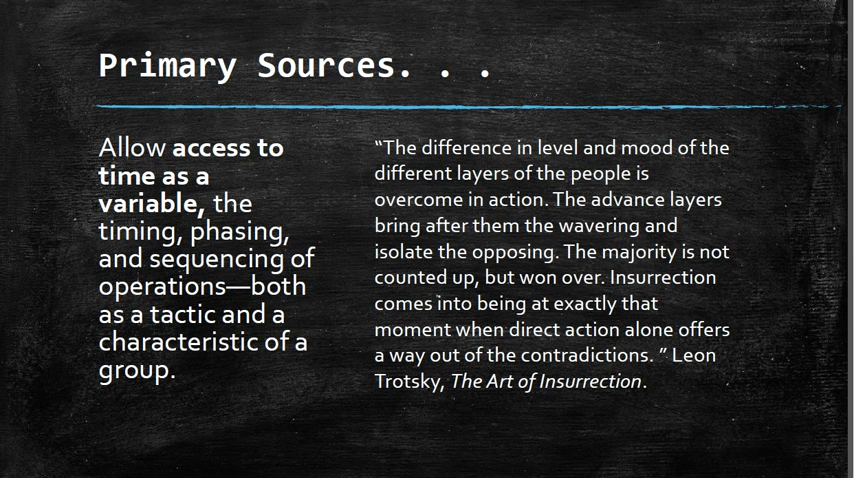 Primary Sources. . .
Allow access to
time as a
variable, the
timing, phasing,
and sequencing of
operations—both
as a tactic and a
characteristic of a
group.
“The difference in level and mood of the
different layers of the people is
overcome in action. The advance layers
bring after them the wavering and
isolate the opposing. The majority is not
counted up, but won over. Insurrection
comes into being at exactly that
moment when direct action alone offers
a way out of the contradictions. ” Leon
Trotsky, The Art of Insurrection.